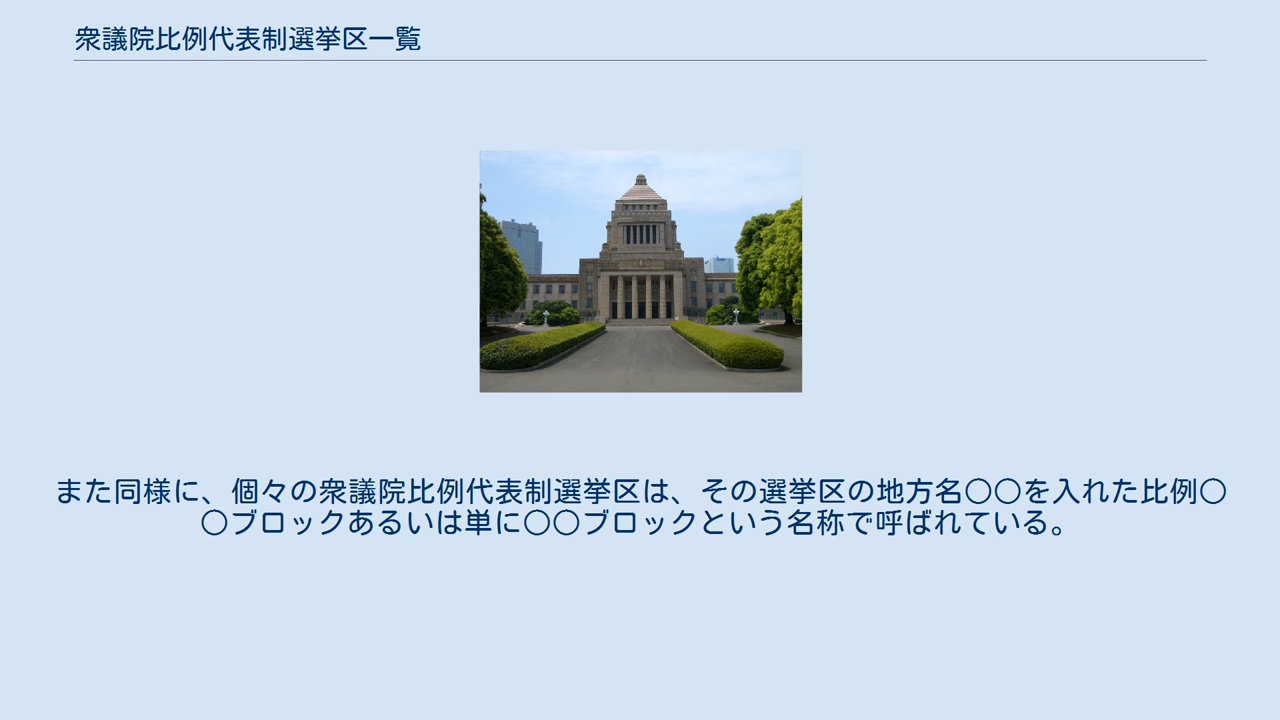 衆議院比例代表制選挙区一覧
また同様に、個々の衆議院比例代表制選挙区は、その選挙区の地方名〇〇を入れた比例〇
〇ブロックあるいは単に〇〇ブロックという名称で呼ばれている。